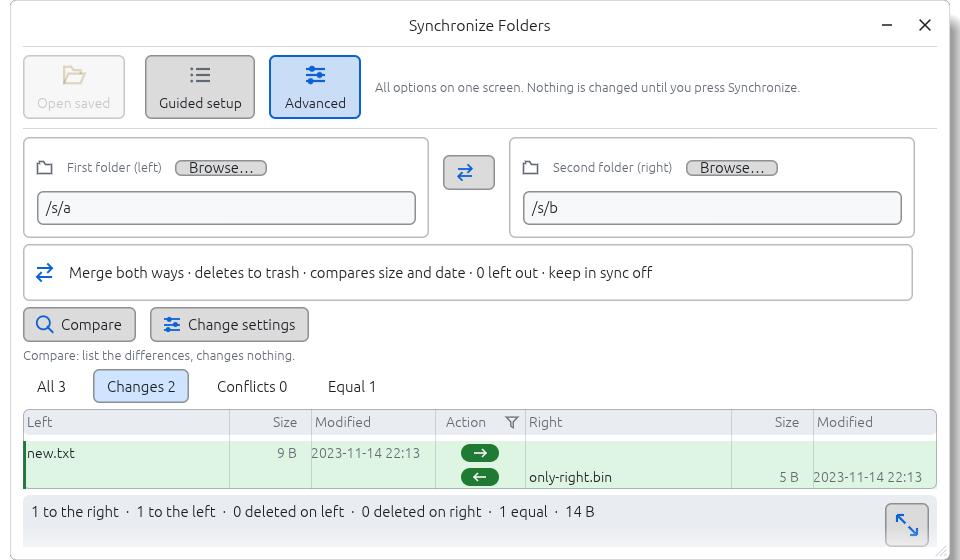 Synchronize Folders
Open saved
Guided setup
Advanced
All options on one screen. Nothing is changed until you press Synchronize.
First folder (left) Browse...
/s/a
Second folder (right) Browse...
/s/b
Merge both ways · deletes to trash · compares size and date · 0 left out · keep in sync off
Compare Change settings
Compare: list the differences, changes nothing.
All 3 Changes 2 Conflicts 0 Equal 1
Left Size Modified Action Right Size Modified
new.txt 9 B 2023-11-14 22:13
only-right.bin 5 B 2023-11-14 22:13
1 to the right · 1 to the left · 0 deleted on left · 0 deleted on right · 1 equal · 14 B